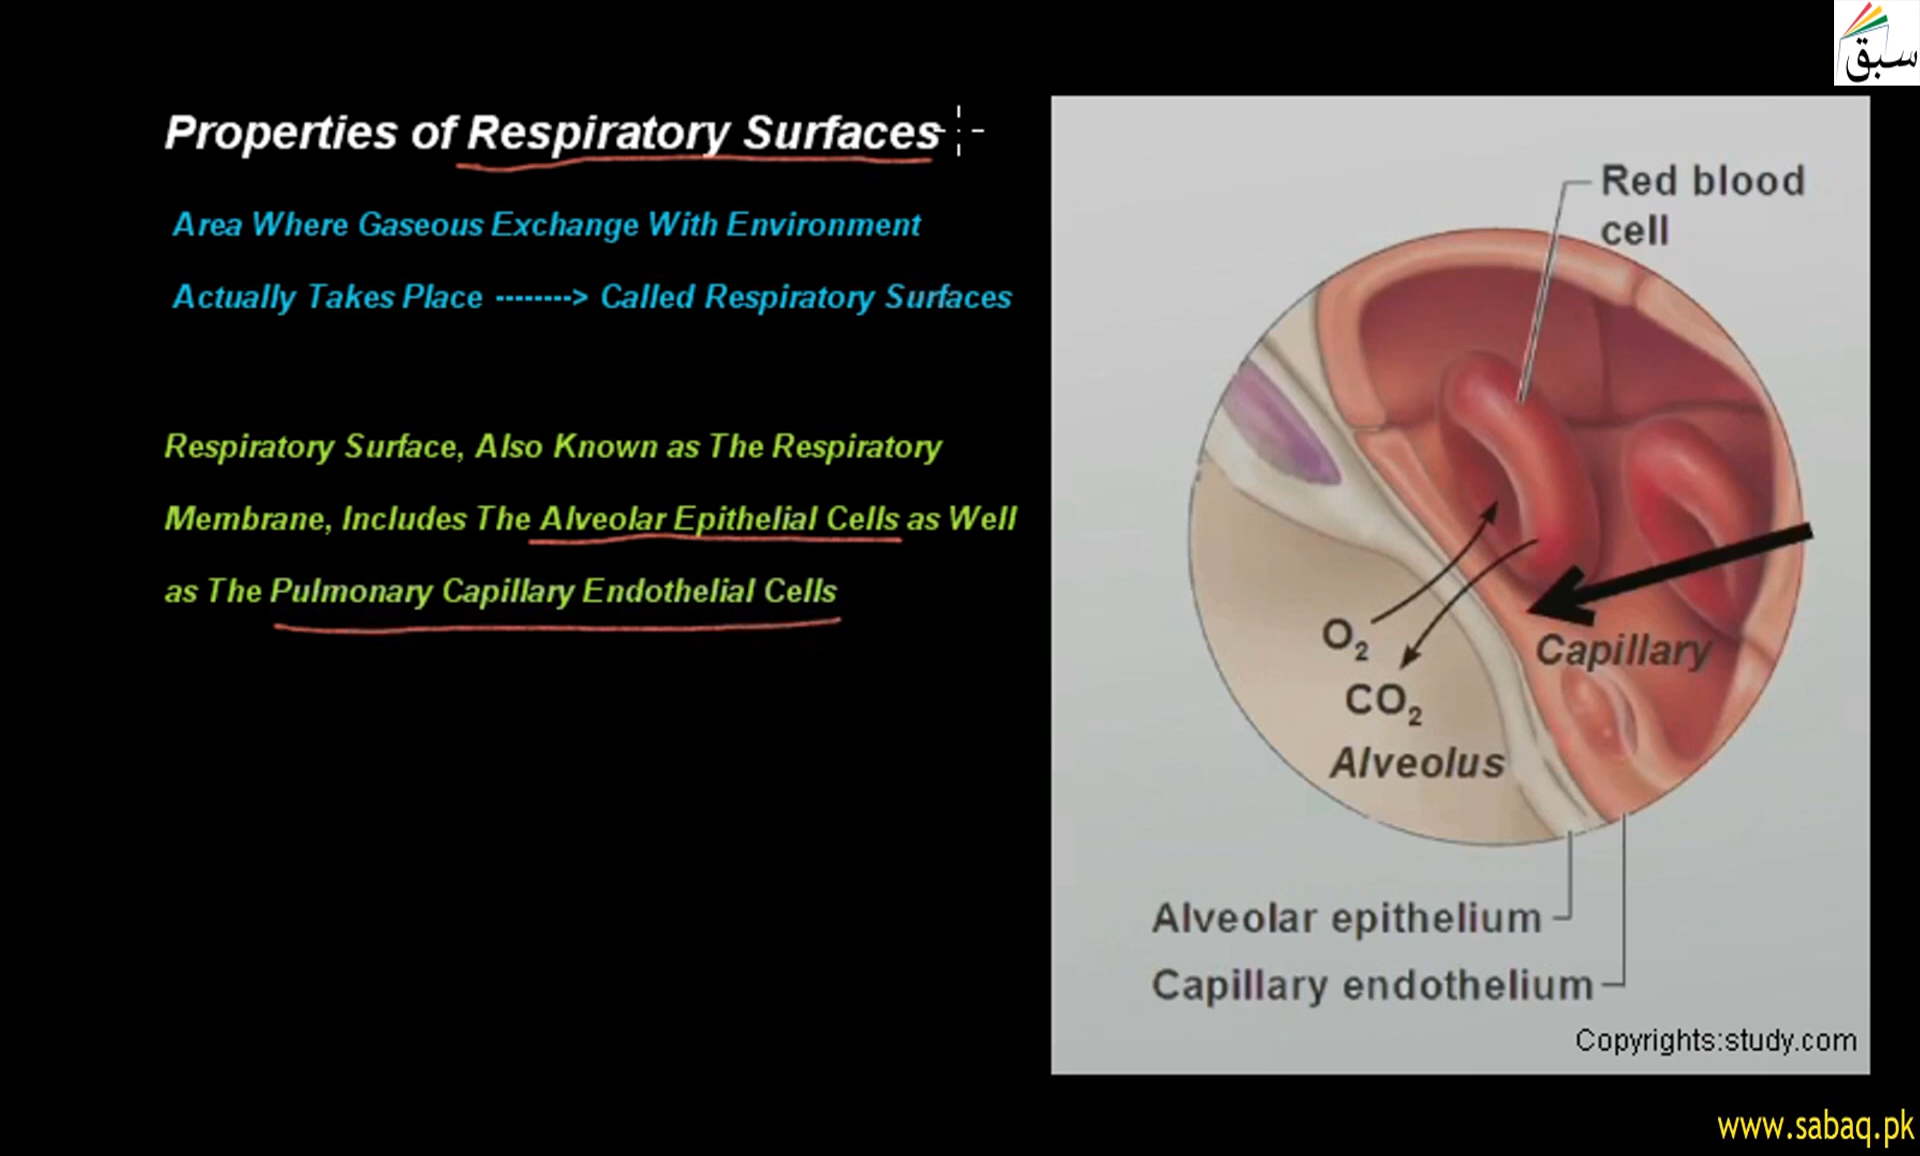 سبق
Properties of Respiratory Surfaces
Area Where Gaseous Exchange With Environment
Actually Takes Place --------> Called Respiratory Surfaces
Respiratory Surface, Also Known as The Respiratory
Membrane, Includes The Alveolar Epithelial Cells as Well
as The Pulmonary Capillary Endothelial Cells
Red blood
cell
O₂
CO₂
Capillary
Alveolus
Alveolar epithelium
Capillary endothelium
Copyrights:study.com
www.sabaq.pk